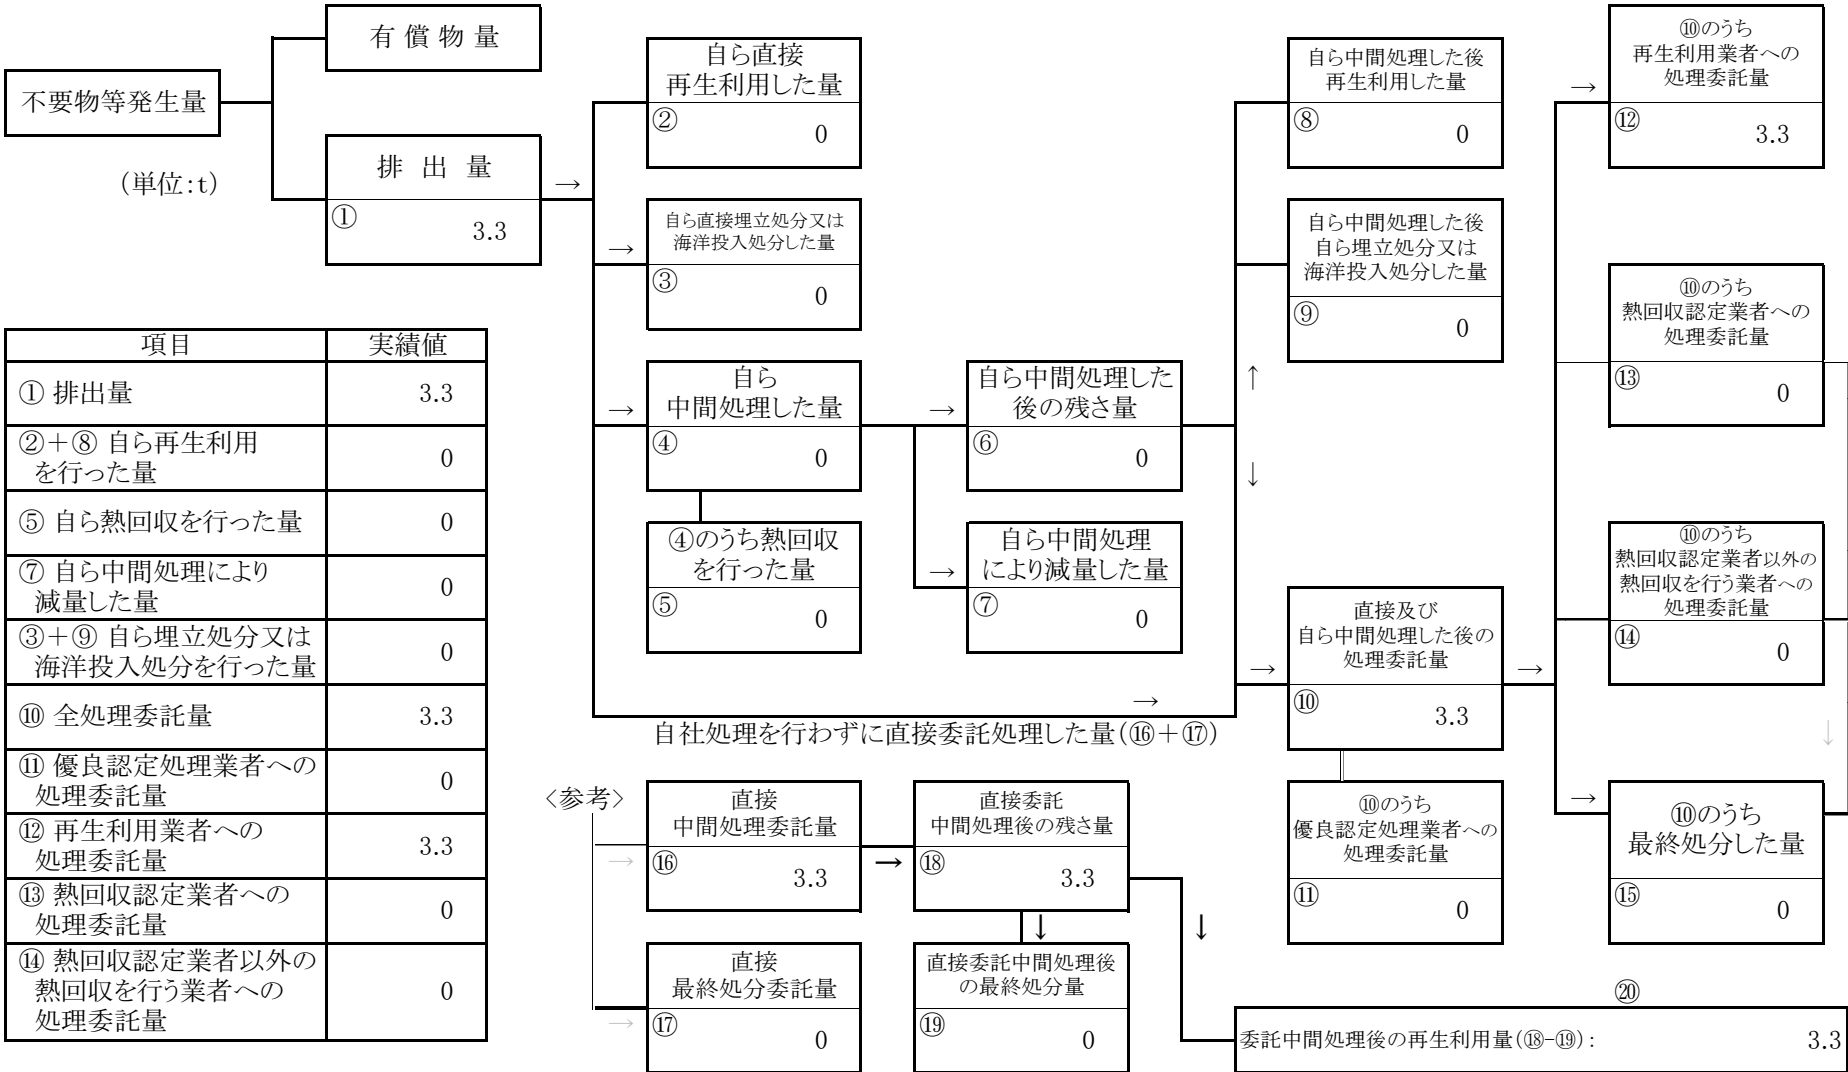 不要物等発生量
(単位:t)
有償物量
排出量
①
3.3
→
自ら直接
再生利用した量
②
0
→
自ら直接埋立処分又は
海洋投入処分した量
③
0
→
自ら
中間処理した量
④
0
④のうち熱回収
を行った量
⑤
0
→
自ら中間処理した
後の残さ量
⑥
0
→
自ら中間処理
により減量した量
⑦
0
自ら中間処理した後
再生利用した量
⑧
0
自ら中間処理した後
自ら埋立処分又は
海洋投入処分した量
⑨
0
↑
↓
→
自社処理を行わずに直接委託処理した量(⑯+⑰)
→
直接及び
自ら中間処理した後の
処理委託量
⑩
3.3
⑩のうち
優良認定処理業者への
処理委託量
⑪
0
→
→
⑩のうち
再生利用業者への
処理委託量
⑫
3.3
⑩のうち
熱回収認定業者への
処理委託量
⑬
0
⑩のうち
熱回収認定業者以外の
熱回収を行う業者への
処理委託量
⑭
0
↓
→
⑩のうち
最終処分した量
⑮
0
項目 実績値
① 排出量 3.3
②+⑧ 自ら再生利用
を行った量 0
⑤ 自ら熱回収を行った量 0
⑦ 自ら中間処理により
減量した量 0
③+⑨ 自ら埋立処分又は
海洋投入処分を行った量 0
⑩ 全処理委託量 3.3
⑪ 優良認定処理業者への
処理委託量 0
⑫ 再生利用業者への
処理委託量 3.3
⑬ 熱回収認定業者への
処理委託量 0
⑭ 熱回収認定業者以外の
熱回収を行う業者への
処理委託量 0
〈参考〉
→
直接
中間処理委託量
⑯
3.3
→
直接委託
中間処理後の残さ量
⑱
3.3
↓
↓
→
直接
最終処分委託量
⑰
0
直接委託中間処理後
の最終処分量
⑲
0
⑳
委託中間処理後の再生利用量(⑱-⑲): 3.3